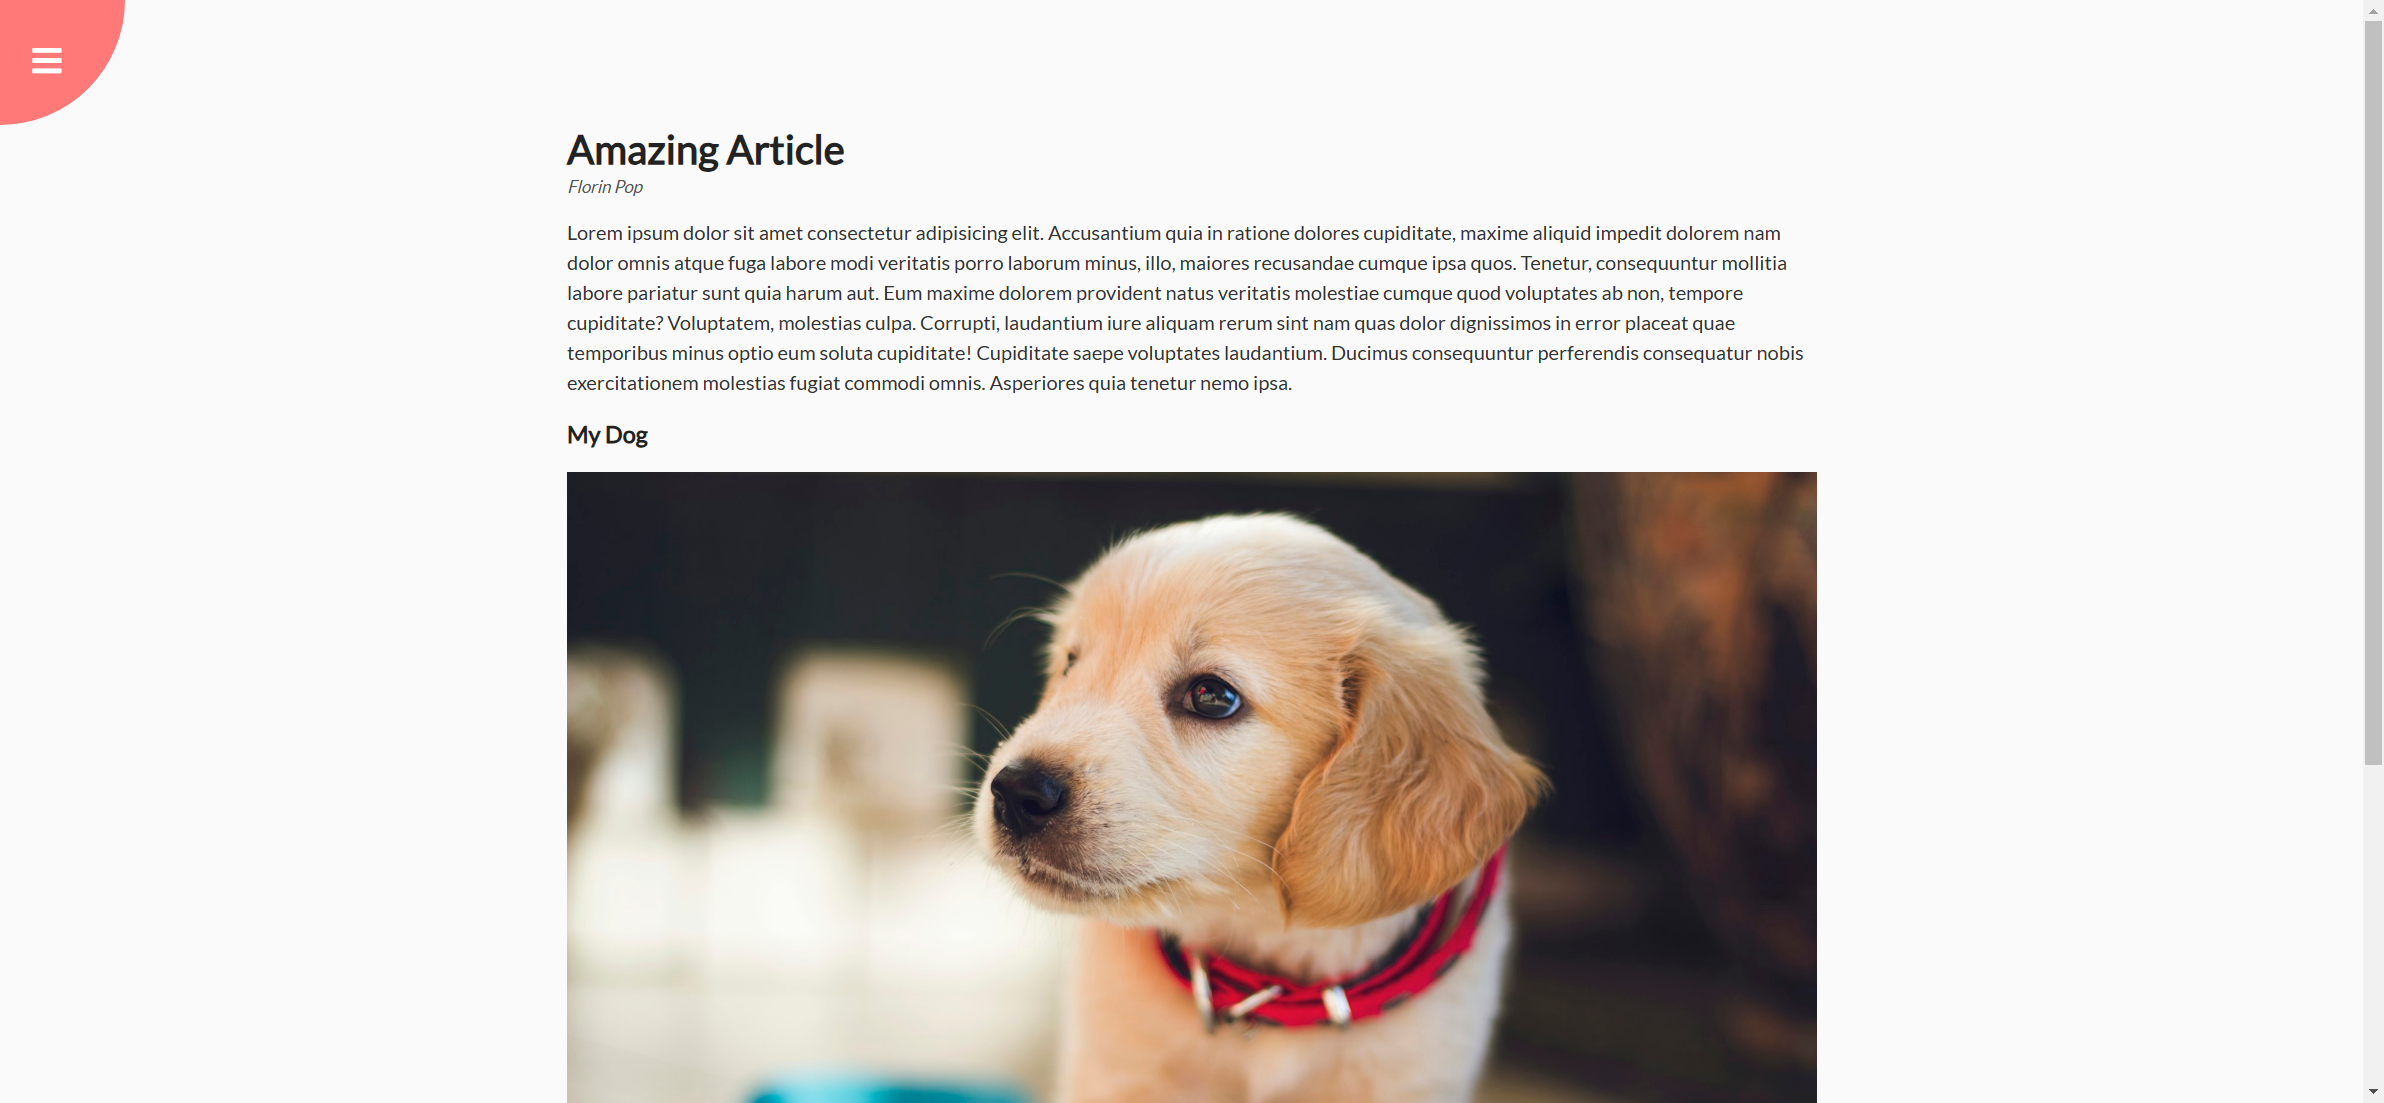 Amazing Article
Florin Pop
Lorem ipsum dolor sit amet consectetur adipisicing elit. Accusantium quia in ratione dolores cupiditate, maxime aliquid impedit dolorem nam
dolor omnis atque fuga labore modi veritatis porro laborum minus, illo, maiores recusandae cumque ipsa quos. Tenetur, consequuntur mollitia
labore pariatur sunt quia harum aut. Eum maxime dolorem provident natus veritatis molestiae cumque quod voluptates ab non, tempore
cupiditate? Voluptatem, molestias culpa. Corrupti, laudantium iure aliquam rerum sint nam quas dolor dignissimos in error placeat quae
temporibus minus optio eum soluta cupiditate! Cupiditate saepe voluptates laudantium. Ducimus consequuntur perferendis consequatur nobis
exercitationem molestias fugiat commodi omnis. Asperiores quia tenetur nemo ipsa.
My Dog